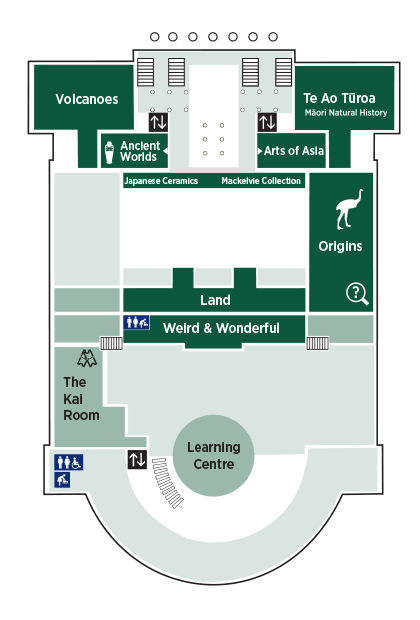 Volcanoes
Te Ao Tūroa
Māori Natural History
Ancient
Worlds
Arts of Asia
Japanese Ceramics
Mackelvie Collection
Origins
?
Land
Weird & Wonderful
The
Kai
Room
Learning
Centre